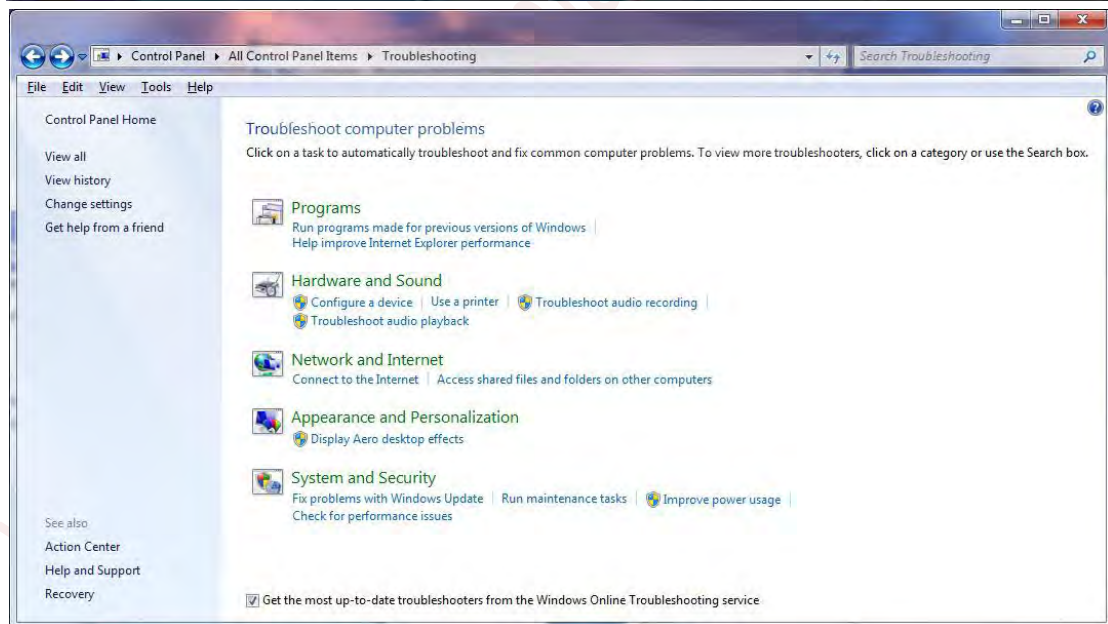 Control Panel ▸ All Control Panel Items ▸ Troubleshooting
Search Troubleshooting
File Edit View Tools Help
Control Panel Home
View all
View history
Change settings
Get help from a friend
See also
Action Center
Help and Support
Recovery
Troubleshoot computer problems
Click on a task to automatically troubleshoot and fix common computer problems. To view more troubleshooters, click on a category or use the Search box.
Programs
Run programs made for previous versions of Windows
Help improve Internet Explorer performance
Hardware and Sound
Configure a device | Use a printer | Troubleshoot audio recording
Troubleshoot audio playback
Network and Internet
Connect to the Internet | Access shared files and folders on other computers
Appearance and Personalization
Display Aero desktop effects
System and Security
Fix problems with Windows Update | Run maintenance tasks | Improve power usage
Check for performance issues
Get the most up-to-date troubleshooters from the Windows Online Troubleshooting service